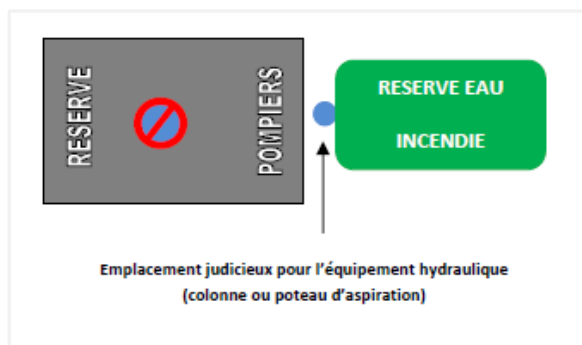 RESERVE
POMPIERS
RESERVE EAU
INCENDIE
Emplacement judicieux pour l'équipement hydraulique
(colonne ou poteau d'aspiration)